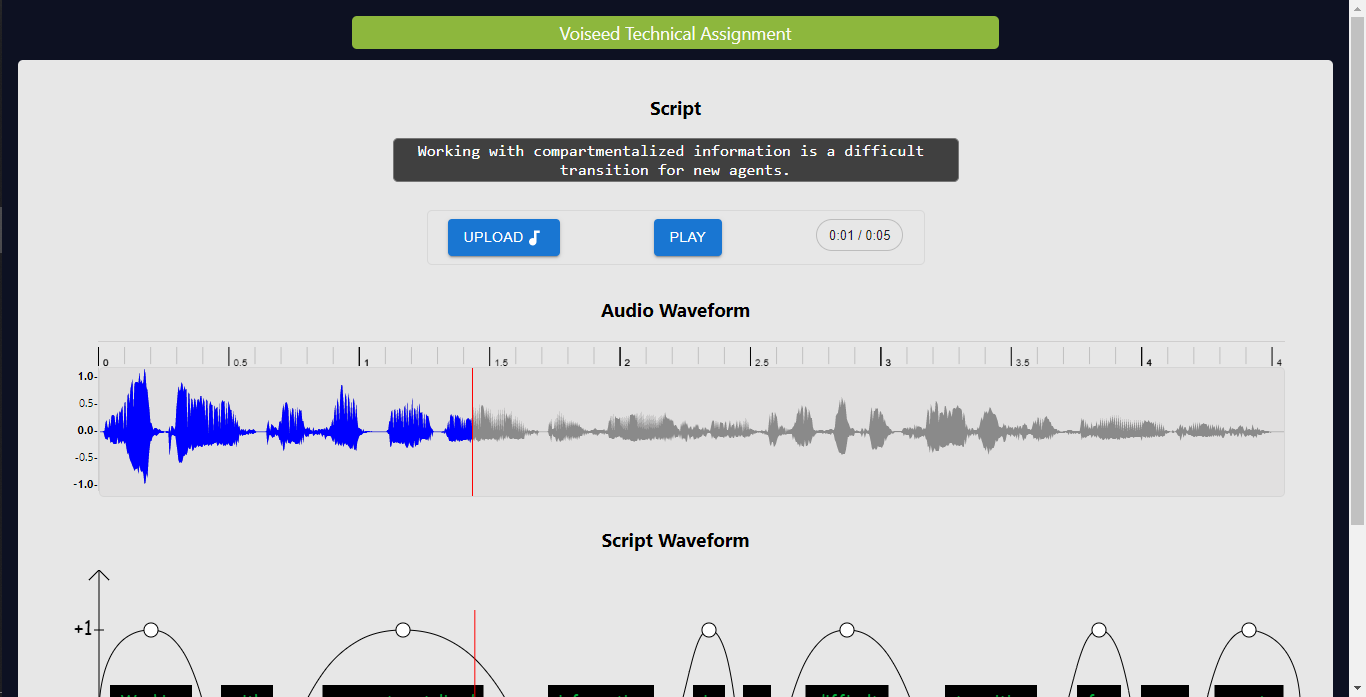 Voiseed Technical Assignment
Script
Working with compartmentalized information is a difficult
transition for new agents.
UPLOAD
PLAY
0:01 / 0:05
Audio Waveform
0 0.5 1 1.5 2 2.5 3 3.5 4 4
1.0-
0.5-
0.0-
-0.5-
-1.0-
Script Waveform
+1